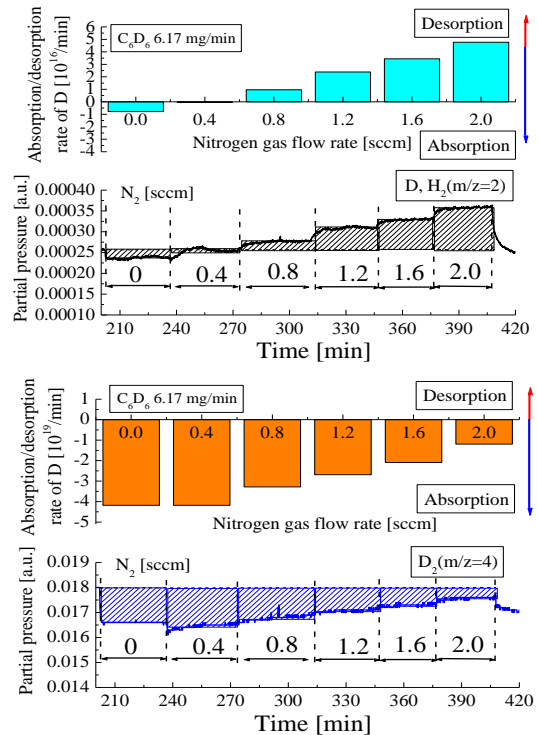 Absorption/desorption
rate of D [10¹⁶/min]
6
5
4
3
2
1
0
-1
-2
-3
-4
C₆D₆ 6.17 mg/min
Desorption
0.0 0.4 0.8 1.2 1.6 2.0
Nitrogen gas flow rate [sccm]
Absorption
Partial pressure [a.u.]
0.00040
0.00035
0.00030
0.00025
0.00020
0.00015
0.00010
N₂ [sccm]
D, H₂(m/z=2)
0 0.4 0.8 1.2 1.6 2.0
210 240 270 300 330 360 390 420
Time [min]
Absorption/desorption
rate of D [10¹⁹/min]
1
0
-1
-2
-3
-4
-5
C₆D₆ 6.17 mg/min
Desorption
0.0 0.4 0.8 1.2 1.6 2.0
Absorption
Nitrogen gas flow rate [sccm]
Partial pressure [a.u.]
0.019
0.018
0.017
0.016
0.015
0.014
N₂ [sccm]
D₂(m/z=4)
0 0.4 0.8 1.2 1.6 2.0
210 240 270 300 330 360 390 420
Time [min]